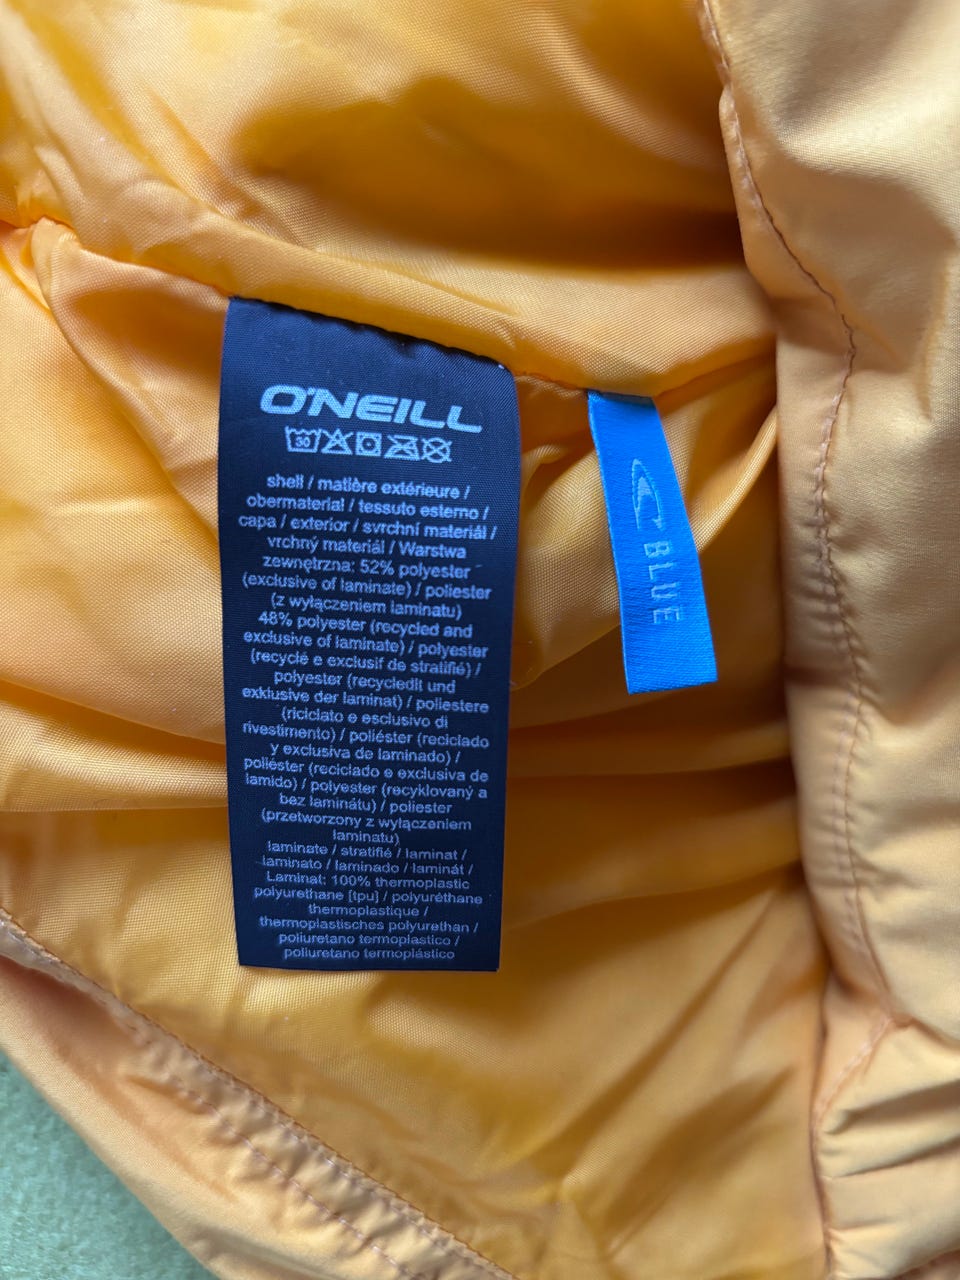 O'NEILL
30
shell / matière extérieure /
obermaterial / tessuto esterno /
capa / exterior / svrchní materiál /
vrchný materiál / Warstwa
zewnętrzna: 52% polyester
(exclusive of laminate) / poliester
(z wyłączeniem laminatu)
48% polyester (recycled and
exclusive of laminate) / polyester
(recyclé e exclusif de stratifié) /
polyester (recycledlt und
exklusive der laminat) / poliestere
(riciclato e esclusivo di
rivestimento) / poliéster (reciclado
y exclusiva de laminado) /
poliéster (reciclado e exclusiva de
lamido) / polyester (recyklovaný a
bez laminátu) / poliester
(przetworzony z wyłączeniem
laminatu)
laminate / stratifié / laminat /
laminato / laminado / laminát /
Laminat: 100% thermoplastic
polyurethane [tpu] / polyuréthane
thermoplastique /
thermoplastisches polyurethan /
poliuretano termoplastico /
poliuretano termoplástico
BLUE